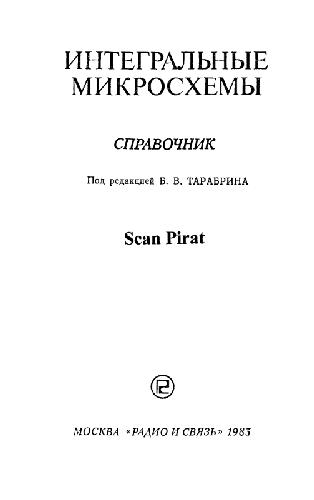 ИНТЕГРАЛЬНЫЕ
МИКРОСХЕМЫ
СПРАВОЧНИК
Под редакцией Б. В. ТАРАБРИНА
Scan Pirat
МОСКВА «РАДИО И СВЯЗЬ» 1983